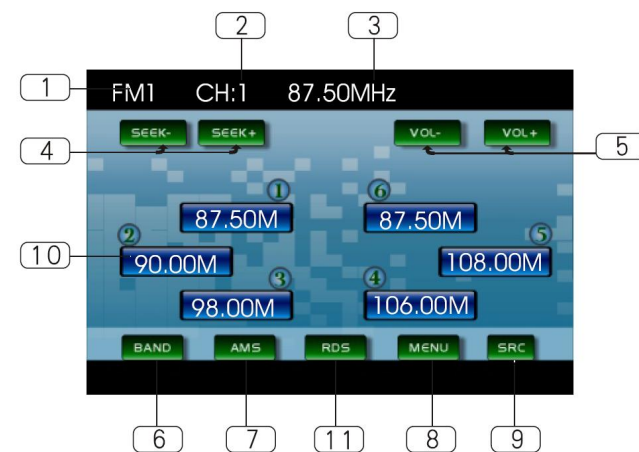 2 3
1 FM1 CH:1 87.50MHz
4 SEEK- SEEK+ VOL- VOL+ 5
① ⑥
87.50M 87.50M
② ⑤
10 90.00M 108.00M
③ ④
98.00M 106.00M
BAND AMS RDS MENU SRC
6 7 11 8 9